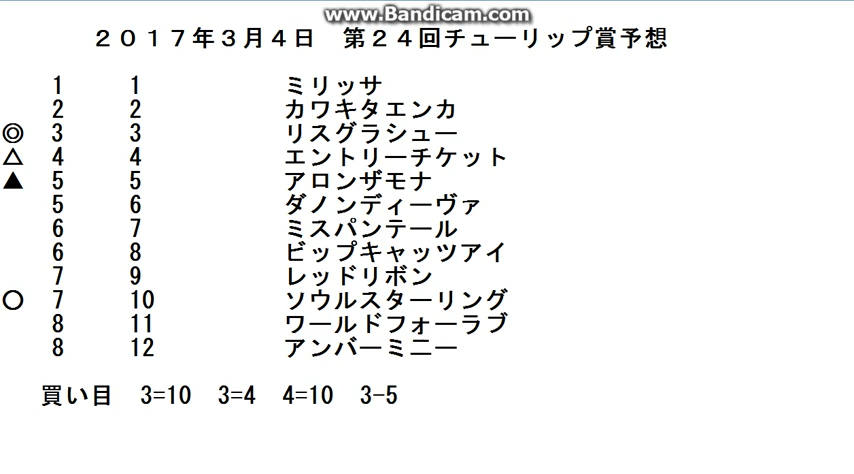 www.Bandicam.com
２０１７年３月４日　第２４回チューリップ賞予想
1 1 ミリッサ
2 2 カワキタエンカ
◎ 3 3 リスグラシュー
△ 4 4 エントリーチケット
▲ 5 5 アロンザモナ
5 6 ダノンディーヴァ
6 7 ミスパンテール
6 8 ビップキャッツアイ
7 9 レッドリボン
○ 7 10 ソウルスターリング
8 11 ワールドフォーラブ
8 12 アンバーミニー
買い目 3=10 3=4 4=10 3-5